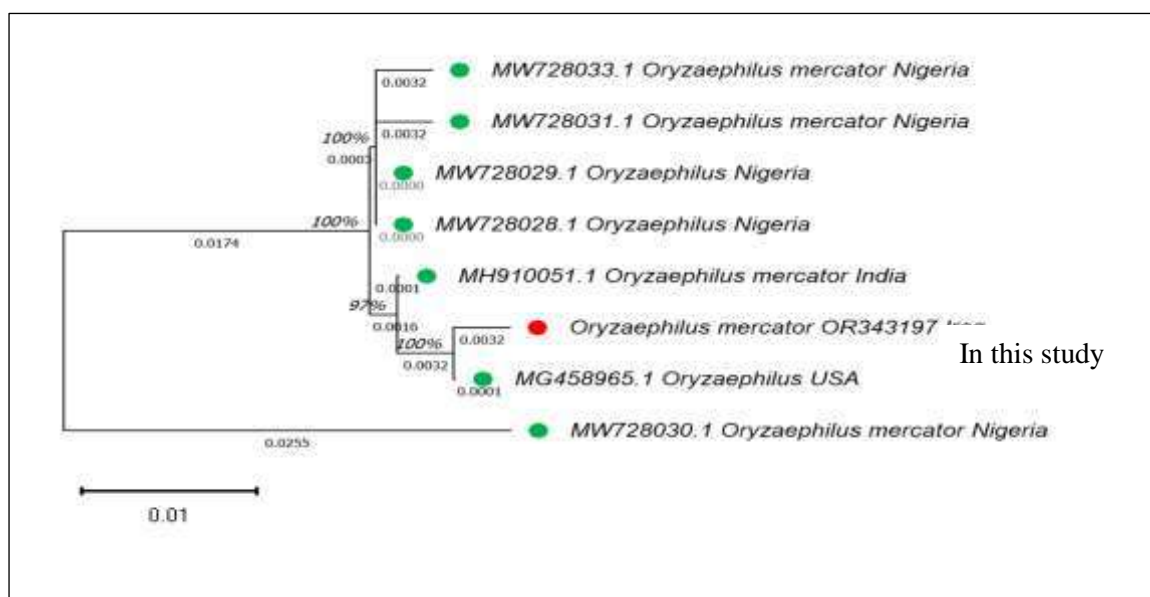 MW728033.1 Oryzaephilus mercator Nigeria
0.0032
MW728031.1 Oryzaephilus mercator Nigeria
0.0032
100%
0.0003
MW728029.1 Oryzaephilus Nigeria
0.0000
MW728028.1 Oryzaephilus Nigeria
0.0000
100%
0.0174
MH910051.1 Oryzaephilus mercator India
0.0001
97%
0.0016
Oryzaephilus mercator OR343197
0.0032
In this study
100%
0.0032
MG458965.1 Oryzaephilus USA
0.0001
MW728030.1 Oryzaephilus mercator Nigeria
0.0255
0.01